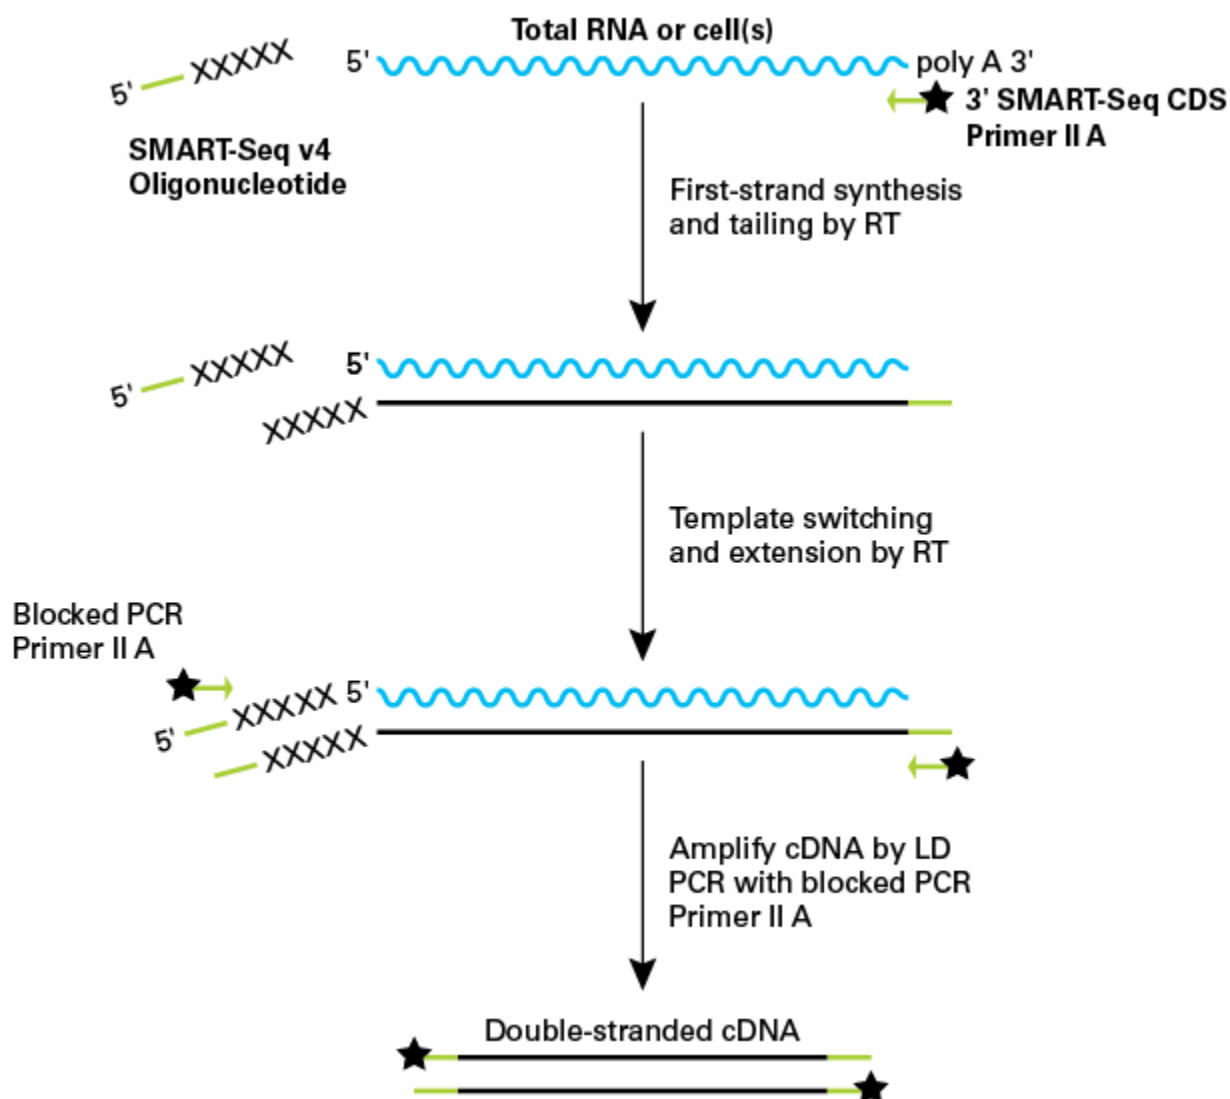 Total RNA or cell(s)
5' XXXXX
5'
poly A 3'
3' SMART-Seq CDS
Primer II A
SMART-Seq v4
Oligonucleotide
First-strand synthesis
and tailing by RT
5' XXXXX
5'
XXXXX
Template switching
and extension by RT
Blocked PCR
Primer II A
5' XXXXX
5'
XXXXX
Amplify cDNA by LD
PCR with blocked PCR
Primer II A
Double-stranded cDNA